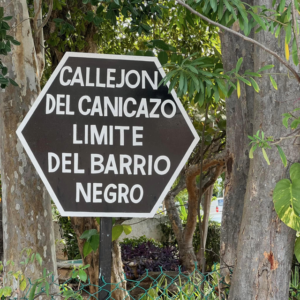 CALLEJON
DEL CANICAZO
LIMITE
DEL BARRIO
NEGRO